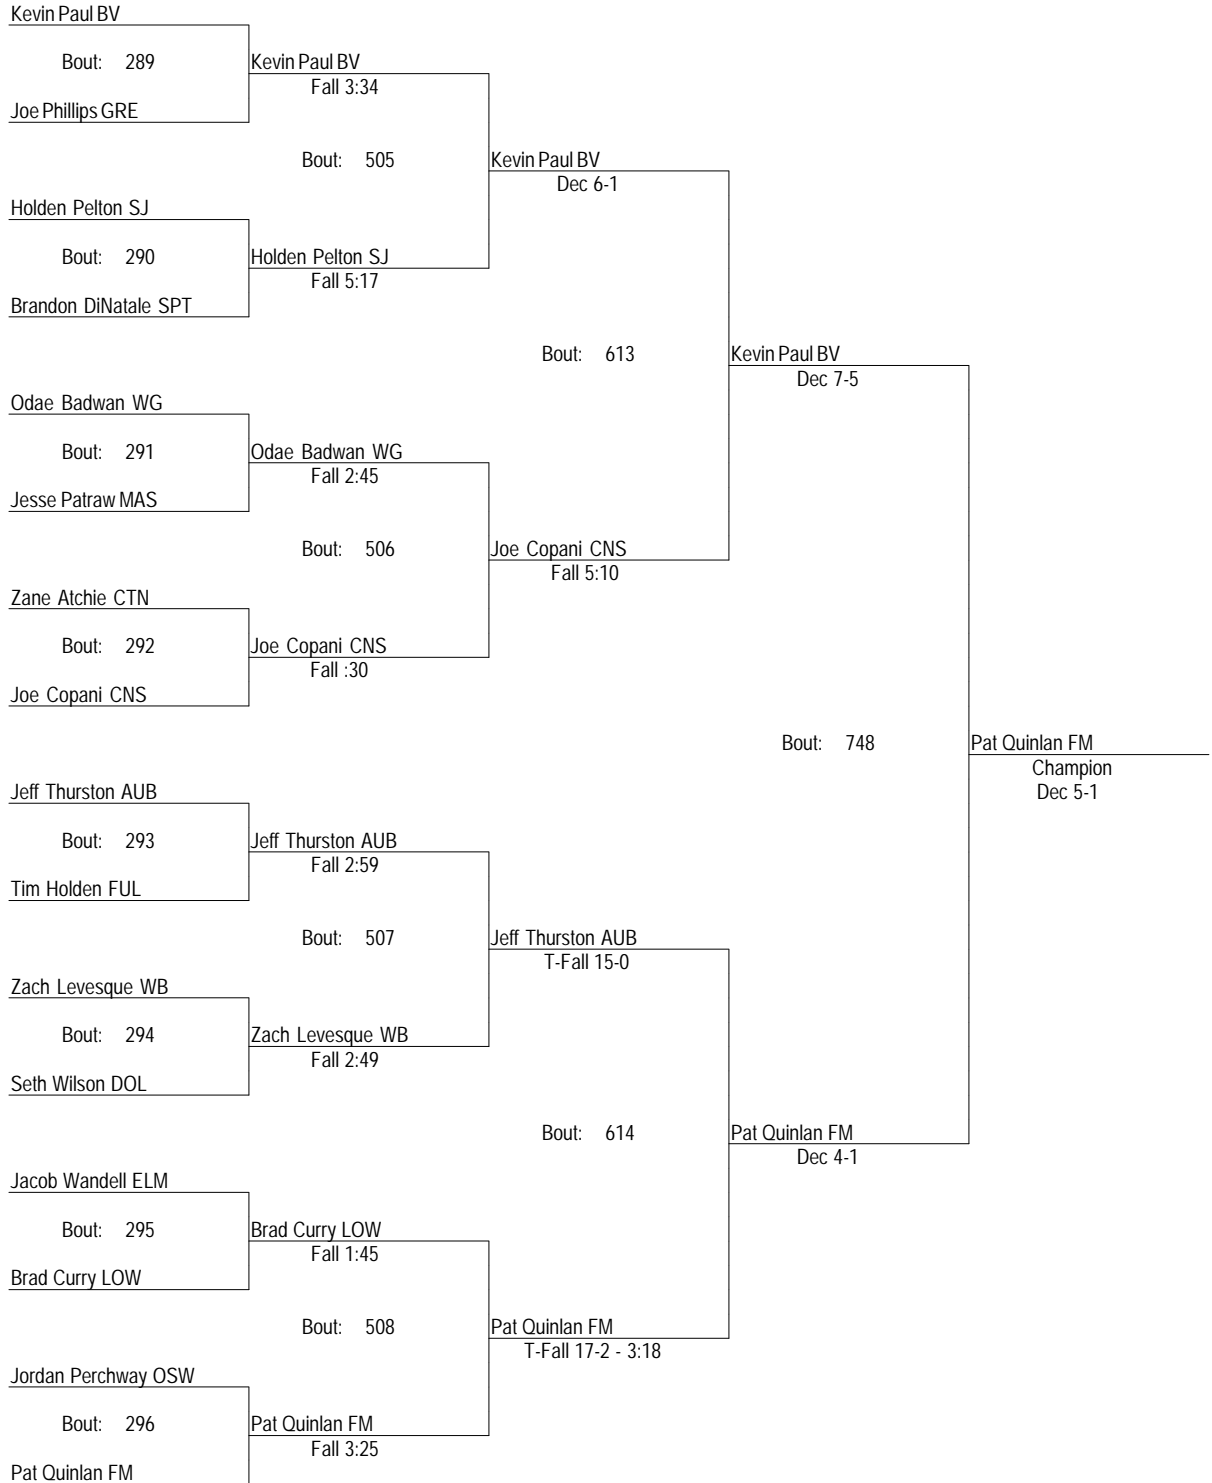 Kevin Paul BV
Bout: 289
Kevin Paul BV
Fall 3:34
Joe Phillips GRE
Bout: 505
Kevin Paul BV
Dec 6-1
Holden Pelton SJ
Bout: 290
Holden Pelton SJ
Fall 5:17
Brandon DiNatale SPT
Bout: 613
Kevin Paul BV
Dec 7-5
Odae Badwan WG
Bout: 291
Odae Badwan WG
Fall 2:45
Jesse Patraw MAS
Bout: 506
Joe Copani CNS
Fall 5:10
Zane Atchie CTN
Bout: 292
Joe Copani CNS
Fall :30
Joe Copani CNS
Bout: 748
Pat Quinlan FM
Champion
Dec 5-1
Jeff Thurston AUB
Bout: 293
Jeff Thurston AUB
Fall 2:59
Tim Holden FUL
Bout: 507
Jeff Thurston AUB
T-Fall 15-0
Zach Levesque WB
Bout: 294
Zach Levesque WB
Fall 2:49
Seth Wilson DOL
Bout: 614
Pat Quinlan FM
Dec 4-1
Jacob Wandell ELM
Bout: 295
Brad Curry LOW
Fall 1:45
Brad Curry LOW
Bout: 508
Pat Quinlan FM
T-Fall 17-2 - 3:18
Jordan Perchway OSW
Bout: 296
Pat Quinlan FM
Fall 3:25
Pat Quinlan FM